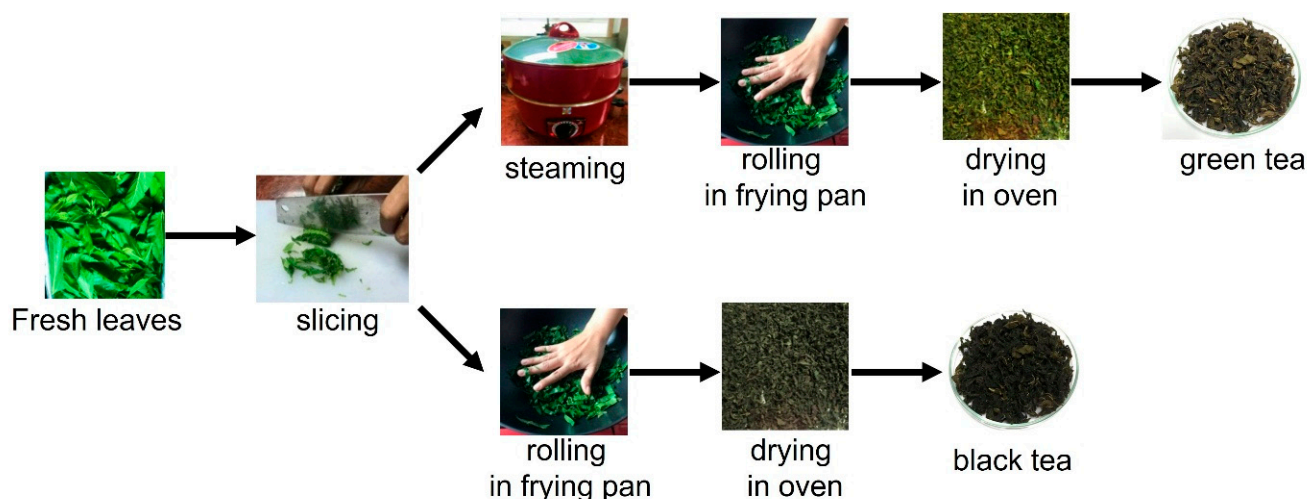 Fresh leaves
slicing
steaming
rolling
in frying pan
drying
in oven
green tea
rolling
in frying pan
drying
in oven
black tea